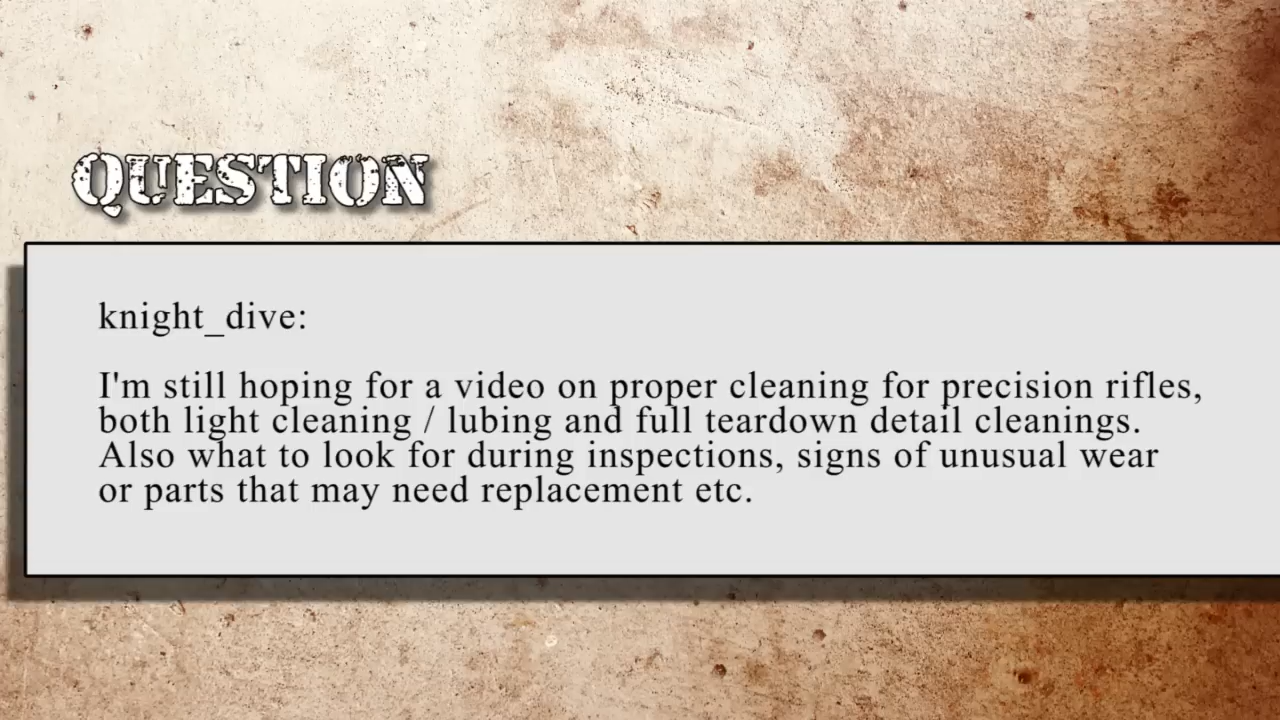 QUESTION
knight_dive:
I'm still hoping for a video on proper cleaning for precision rifles,
both light cleaning / lubing and full teardown detail cleanings.
Also what to look for during inspections, signs of unusual wear
or parts that may need replacement etc.